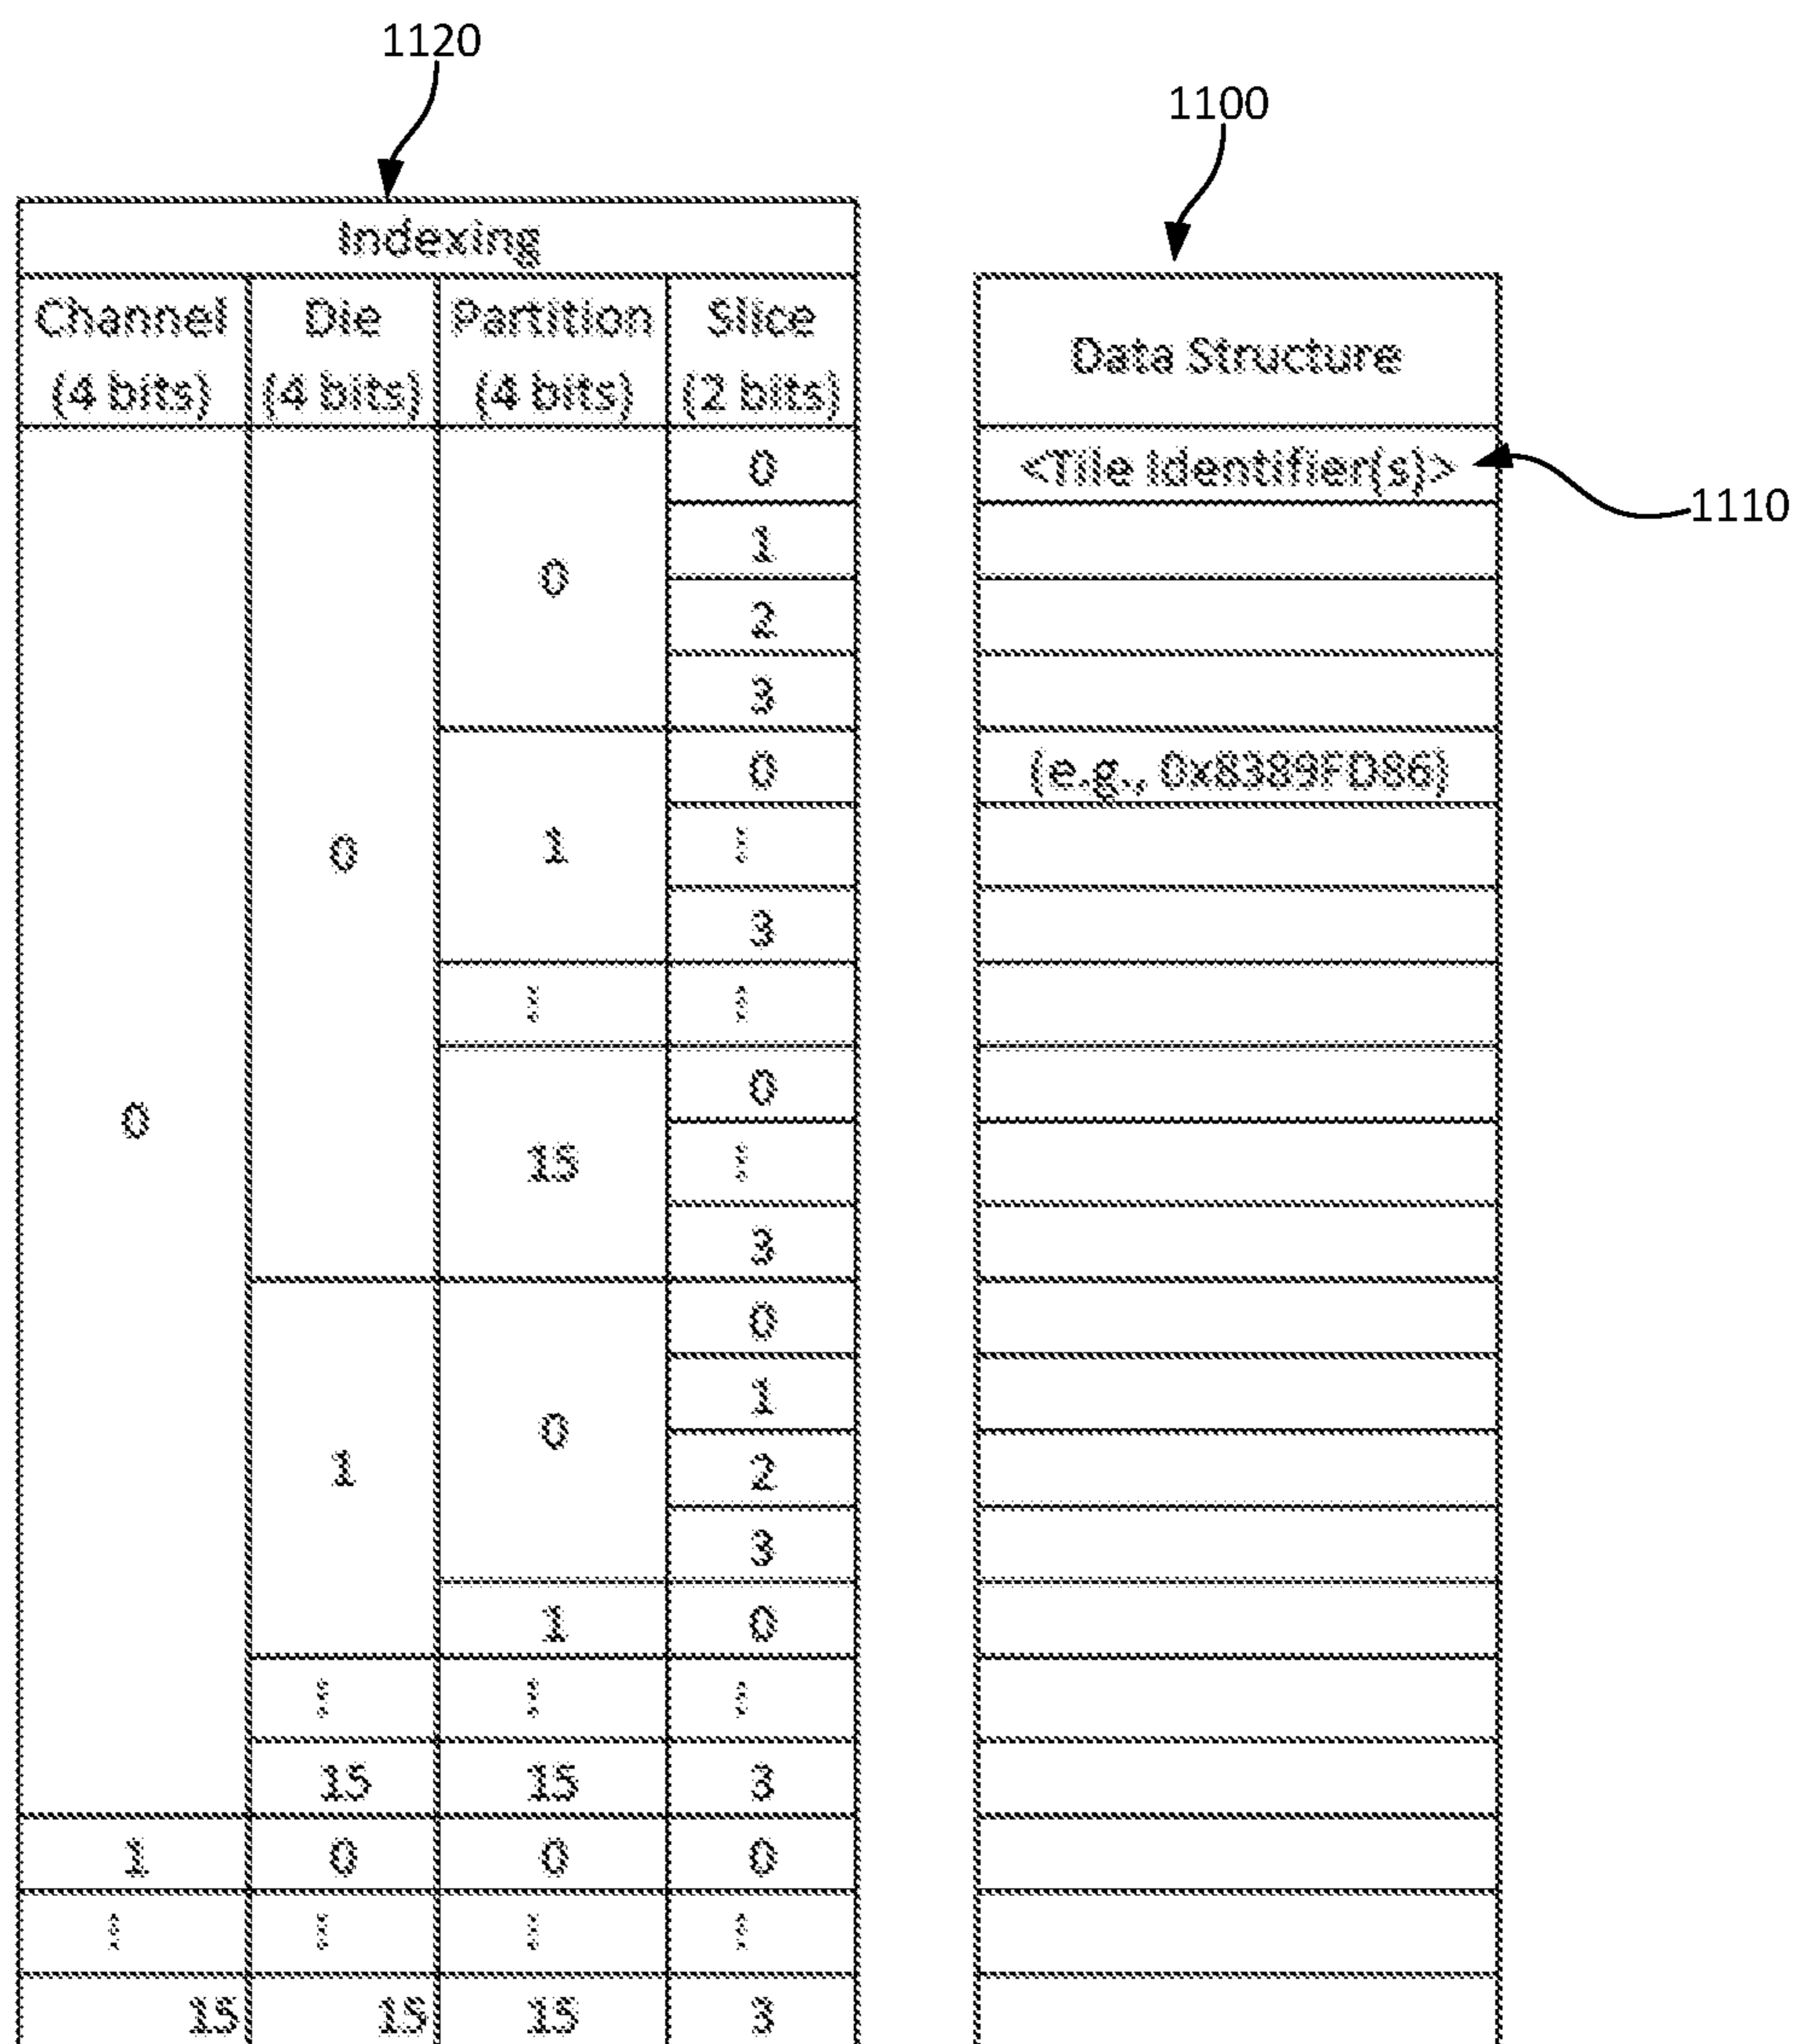 1120
1100
Indexing
Channel (4 bits) Die (4 bits) Partition (4 bits) Slice (2 bits) Data Structure
0 <Tile Identifier(s)>
1110
1
0
2
3
0 (e.g., 0x8389FD86)
0 1 ⋮
3
⋮ ⋮
0
0
15 ⋮
3
0
1
0
1 2
3
1 0
⋮ ⋮ ⋮
15 15 3
1 0 0 0
⋮ ⋮ ⋮ ⋮
15 15 15 3